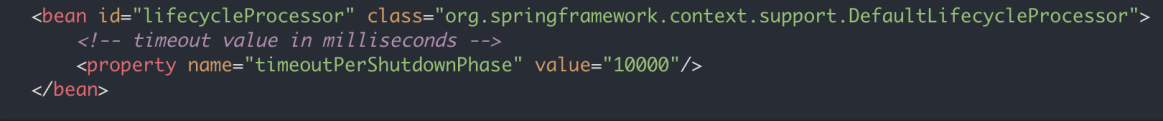 <bean id="lifecycleProcessor" class="org.springframework.context.support.DefaultLifecycleProcessor">
    <!-- timeout value in milliseconds -->
    <property name="timeoutPerShutdownPhase" value="10000"/>
</bean>